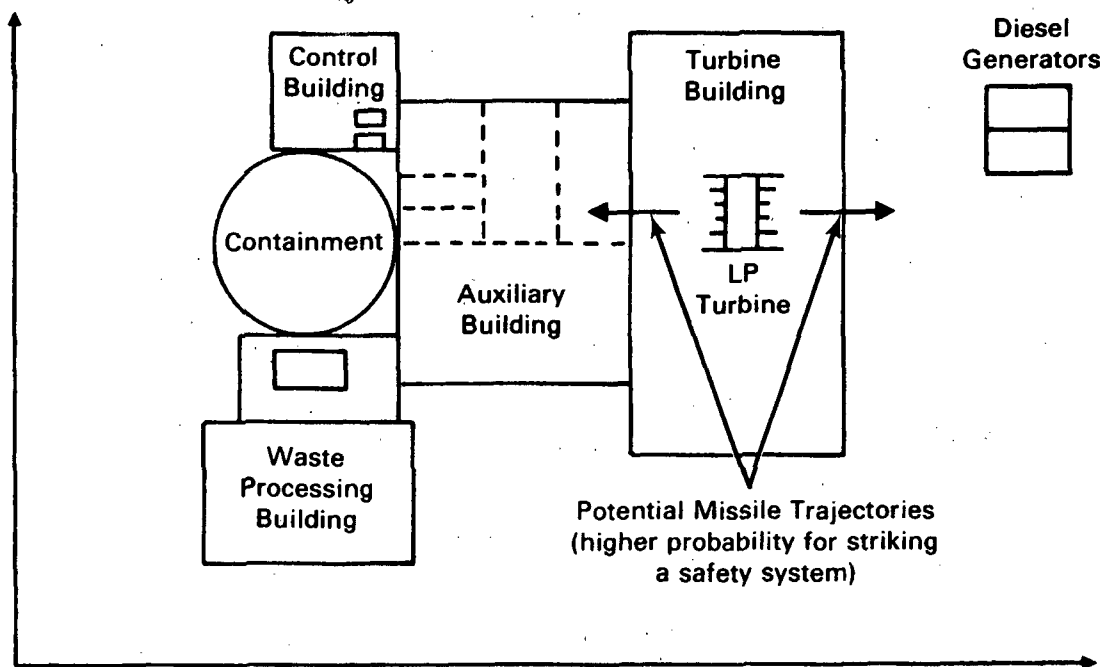 Control
Building
Turbine
Building
Diesel
Generators
Containment
LP
Turbine
Auxiliary
Building
Waste
Processing
Building
Potential Missile Trajectories
(higher probability for striking
a safety system)